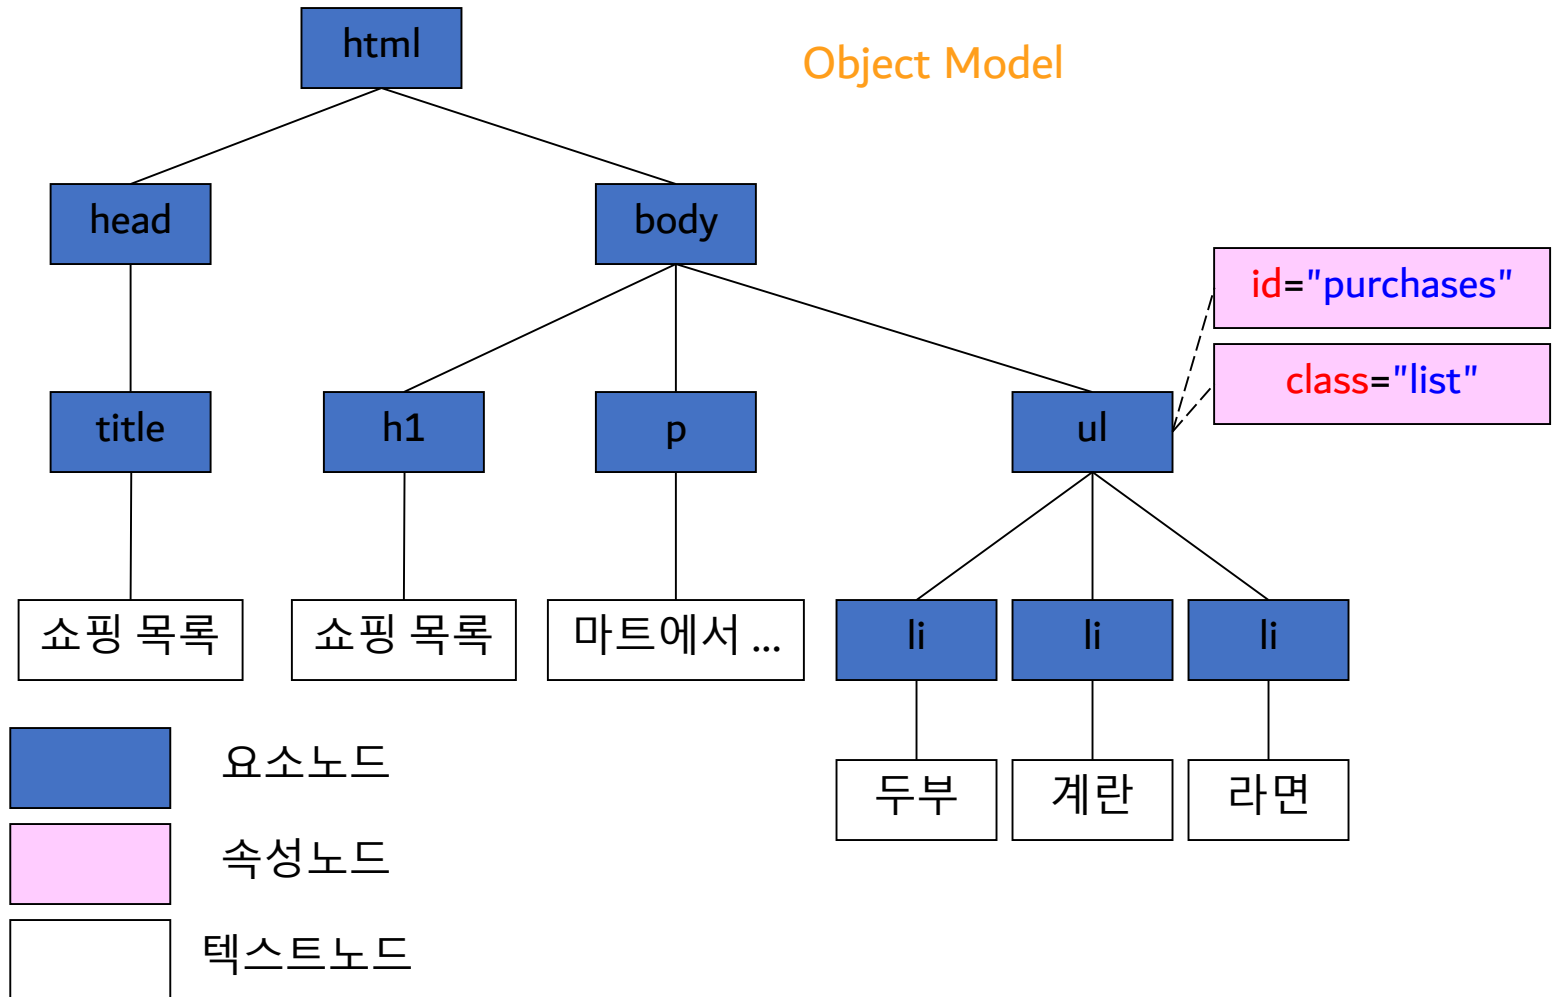 html
Object Model
head
body
id="purchases"
class="list"
title
h1
p
ul
쇼핑 목록
쇼핑 목록
마트에서 ...
li
li
li
두부
계란
라면
요소노드
속성노드
텍스트노드